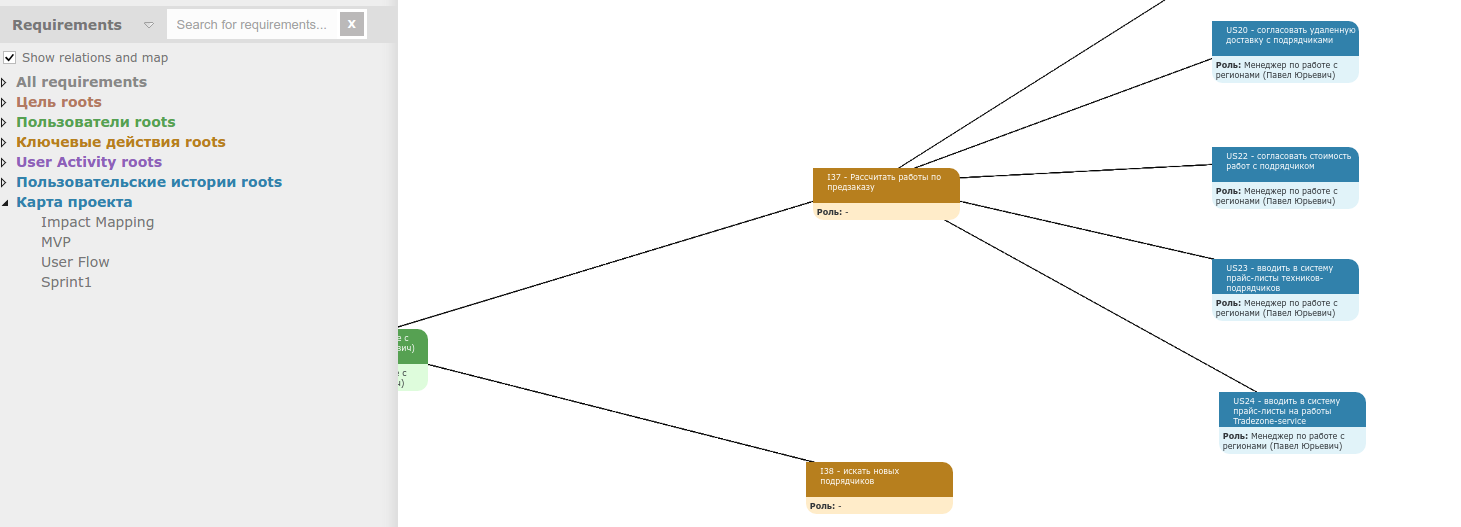 Requirements
Search for requirements...
X
Show relations and map
All requirements
Цель roots
Пользователи roots
Ключевые действия roots
User Activity roots
Пользовательские истории roots
Карта проекта
Impact Mapping
MVP
User Flow
Sprint1
е с
вич)
е с
ч)
I37 - Рассчитать работы по
предзаказу
Роль: -
I38 - искать новых
подрядчиков
Роль: -
US20 - согласовать удаленную
доставку с подрядчиками
Роль: Менеджер по работе с
регионами (Павел Юрьевич)
US22 - согласовать стоимость
работ с подрядчиком
Роль: Менеджер по работе с
регионами (Павел Юрьевич)
US23 - вводить в систему
прайс-листы техников-
подрядчиков
Роль: Менеджер по работе с
регионами (Павел Юрьевич)
US24 - вводить в систему
прайс-листы на работы
Tradezone-service
Роль: Менеджер по работе с
регионами (Павел Юрьевич)